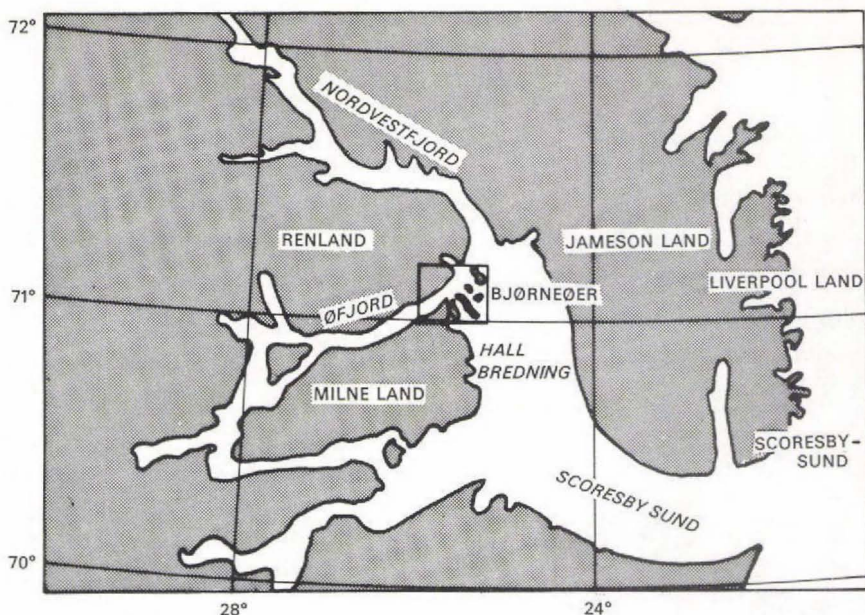 72°
NORDVESTFJORD
RENLAND
JAMESON LAND
LIVERPOOL LAND
71°
BJØRNEØER
ØFJORD
HALL
BREDNING
MILNE LAND
SCORESBY–
SUND
SCORESBY SUND
70°
28°
24°